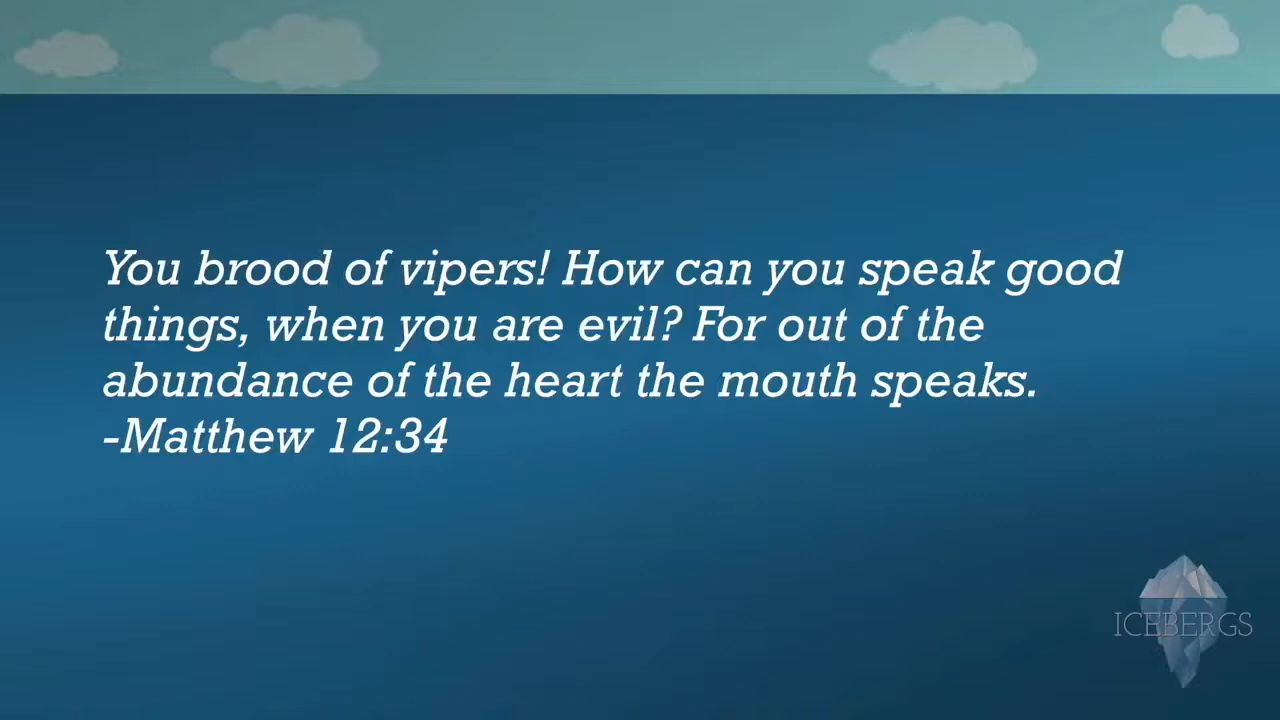 You brood of vipers! How can you speak good
things, when you are evil? For out of the
abundance of the heart the mouth speaks.
-Matthew 12:34
ICEBERGS